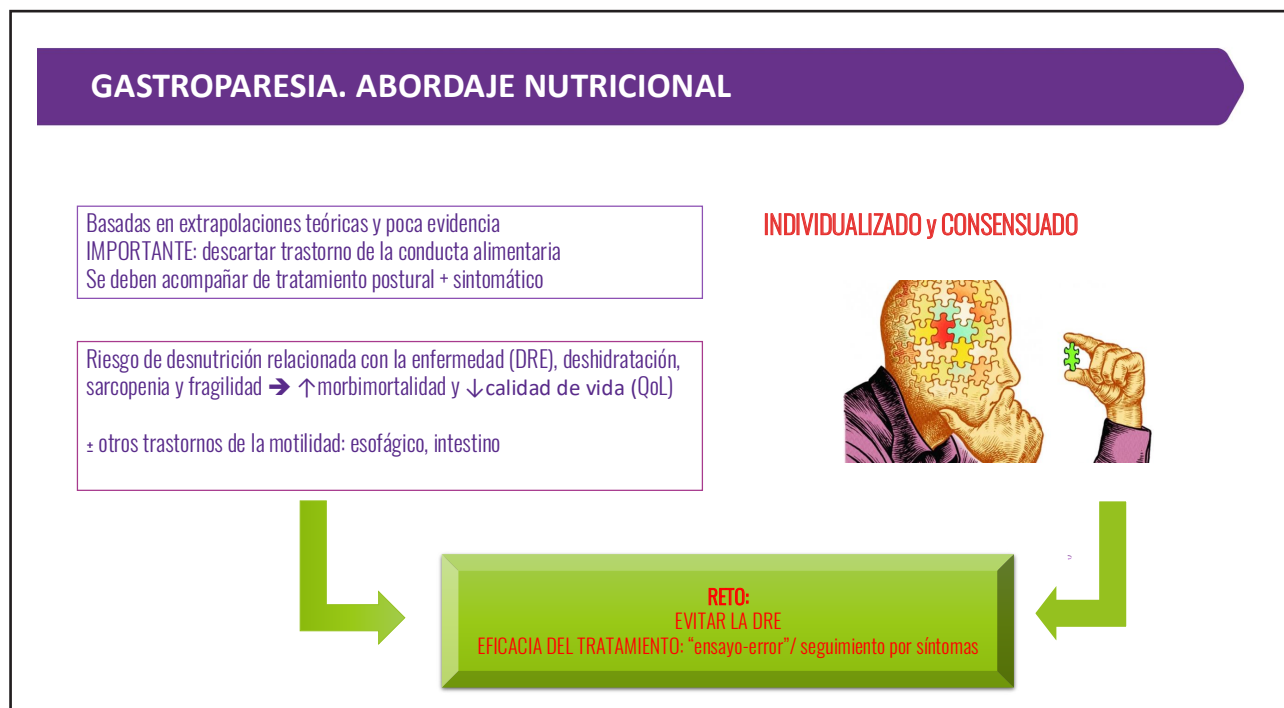 GASTROPARESIA. ABORDAJE NUTRICIONAL
Basadas en extrapolaciones teóricas y poca evidencia
IMPORTANTE: descartar trastorno de la conducta alimentaria
Se deben acompañar de tratamiento postural + sintomático
Riesgo de desnutrición relacionada con la enfermedad (DRE), deshidratación,
sarcopenia y fragilidad ➔ ↑morbimortalidad y ↓calidad de vida (QoL)
± otros trastornos de la motilidad: esofágico, intestino
INDIVIDUALIZADO y CONSENSUADO
RETO:
EVITAR LA DRE
EFICACIA DEL TRATAMIENTO: “ensayo-error”/ seguimiento por síntomas